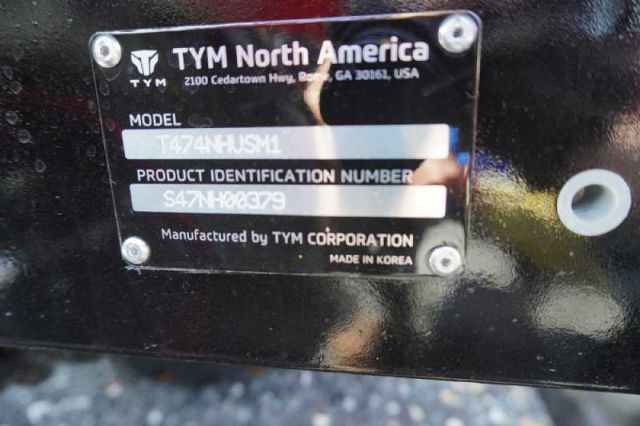 TYM
TYM North America
2100 Cedartown Hwy, Rome, GA 30161, USA
MODEL
T474NHUSM1
PRODUCT IDENTIFICATION NUMBER
S47NH00379
Manufactured by TYM CORPORATION
MADE IN KOREA